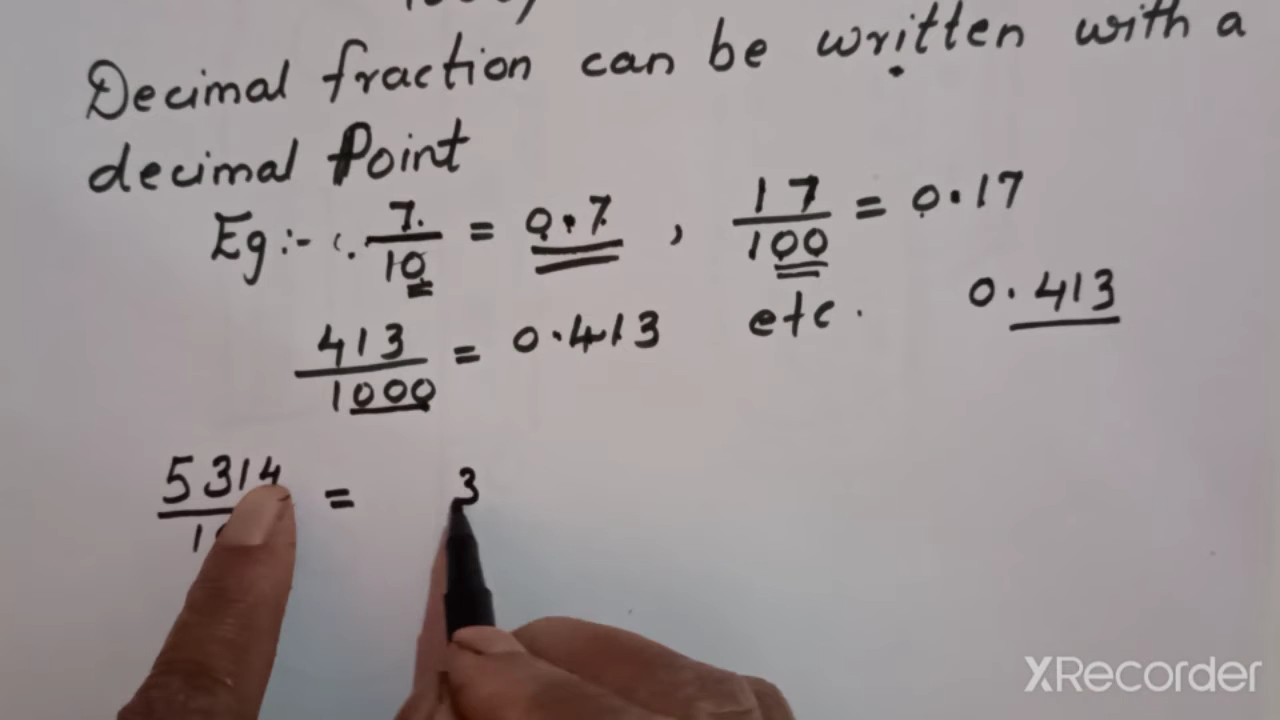 Decimal fraction can be written with a
decimal Point
Eg:- 7/10 = 0.7, 17/100 = 0.17
413/1000 = 0.413 etc. 0.413
5314/ = 3
XRecorder